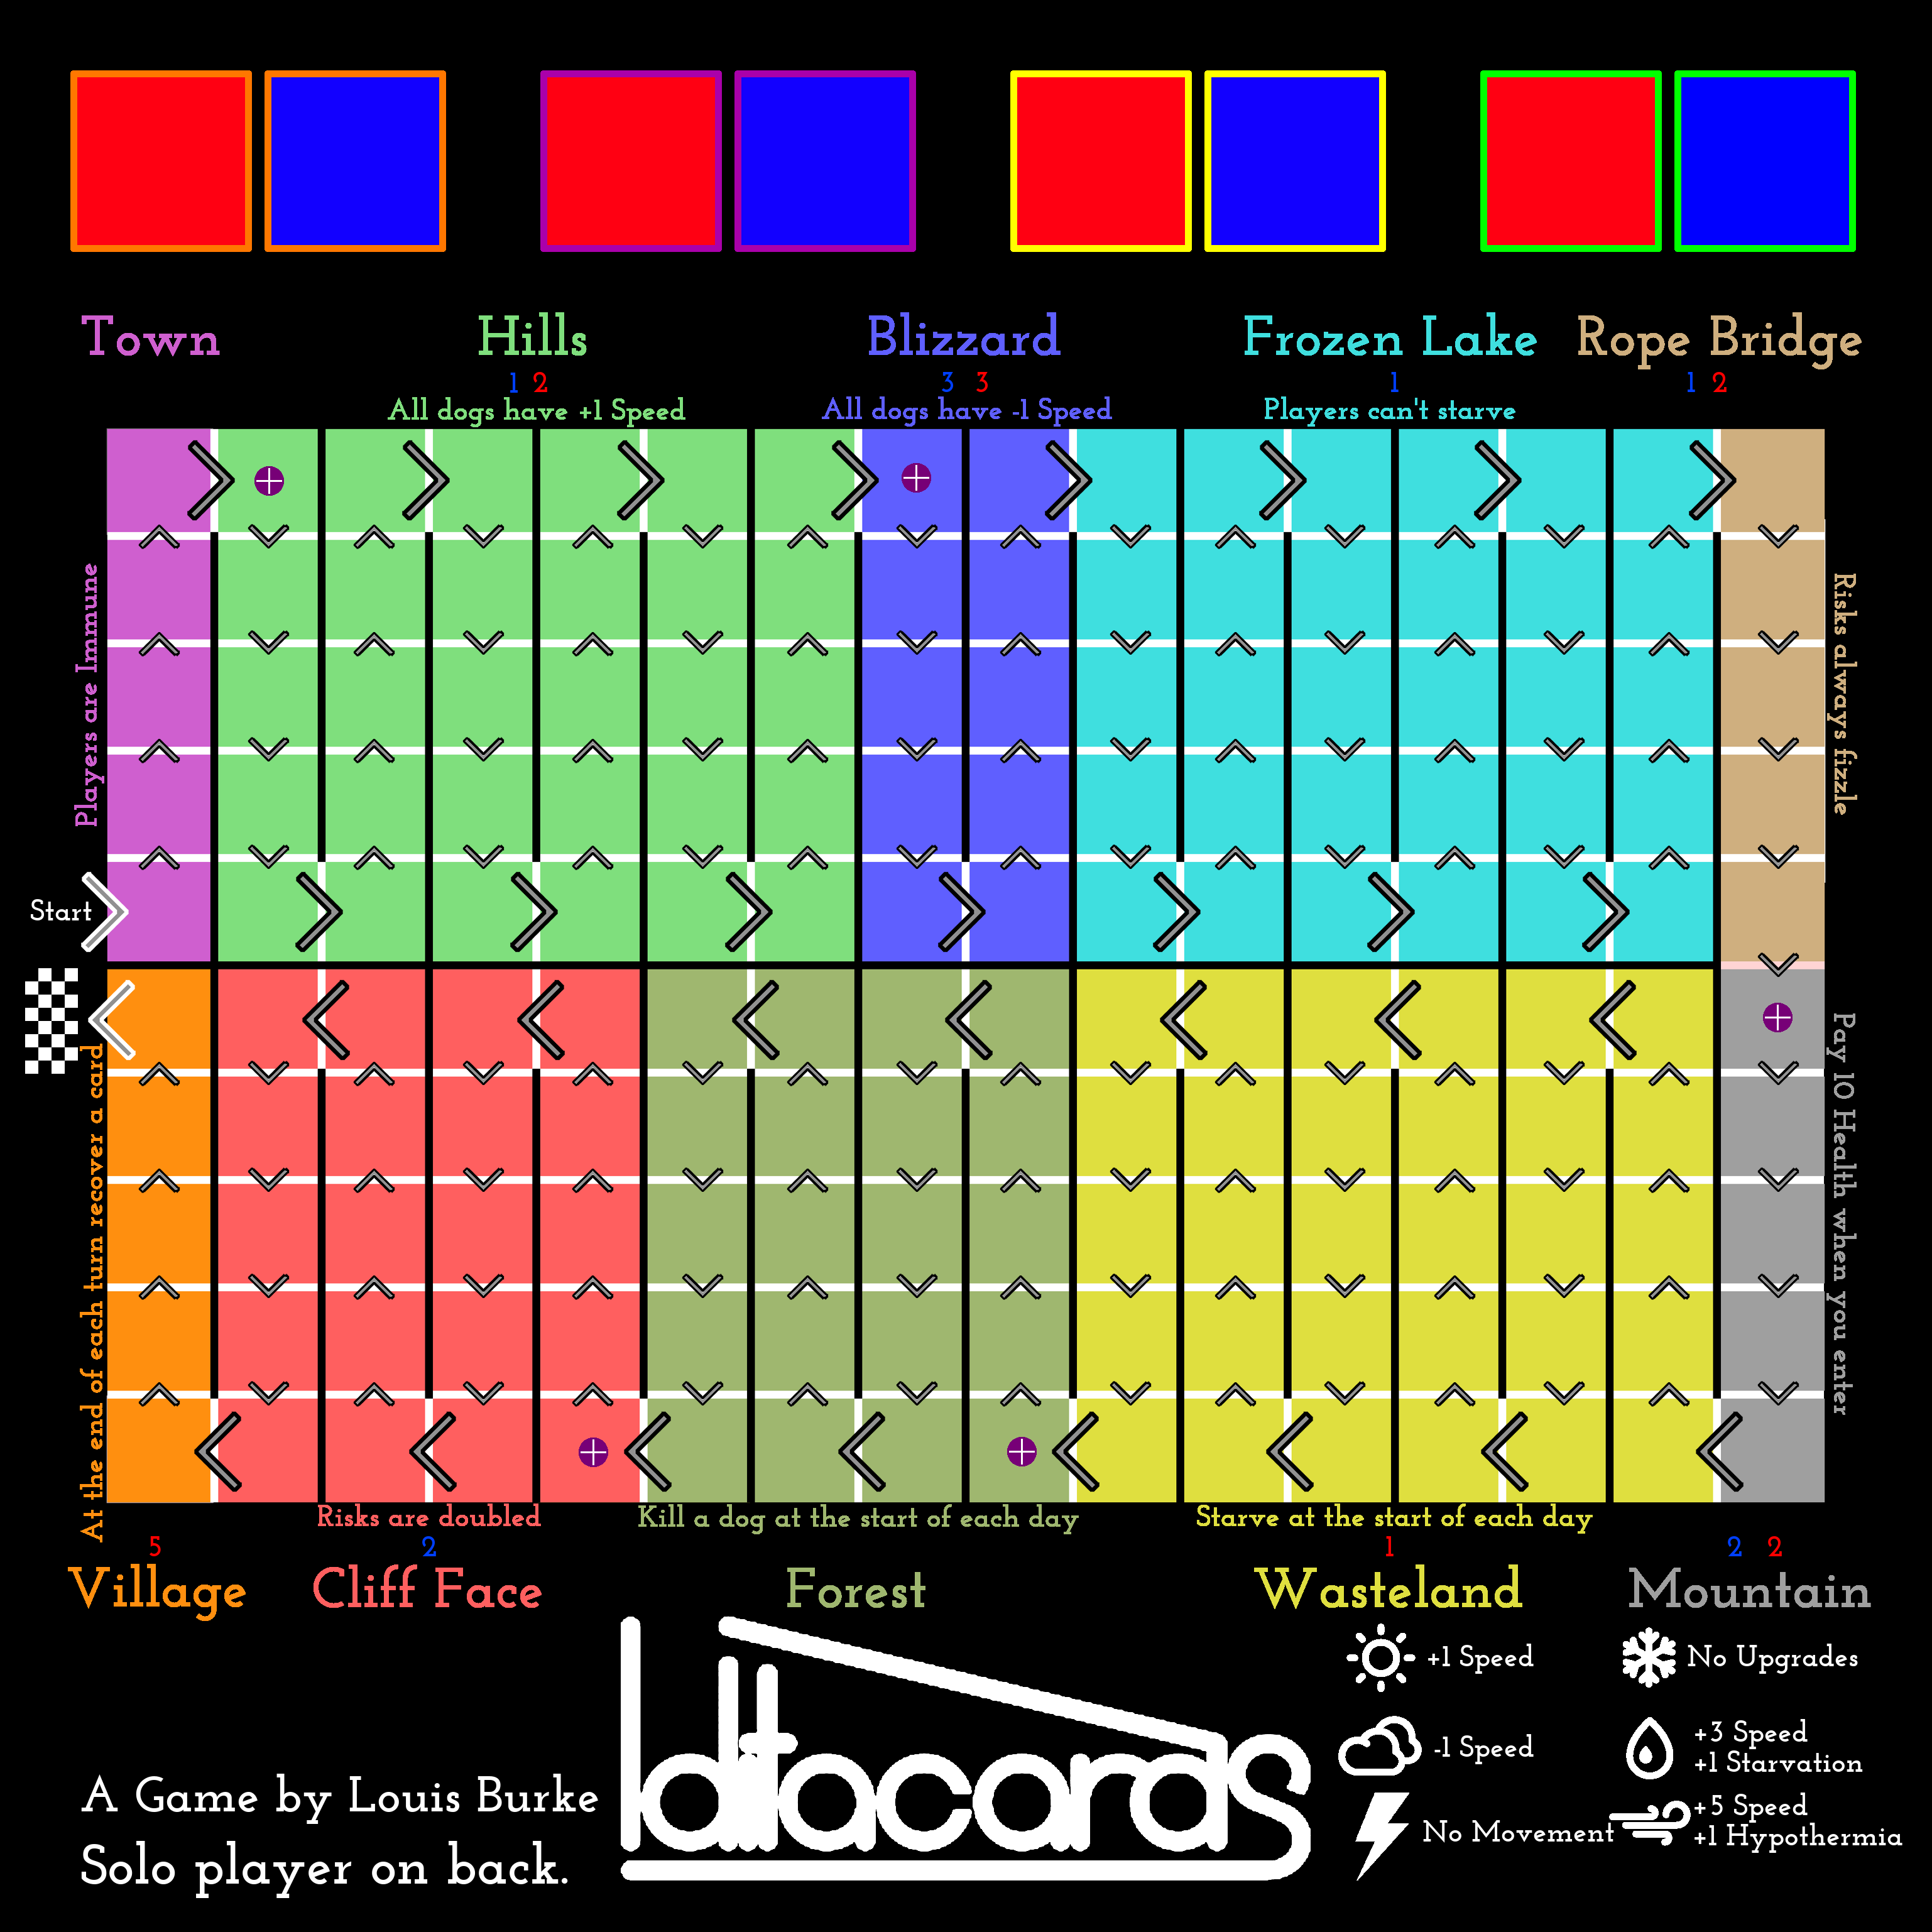 Town
Hills
Blizzard
Frozen Lake
Rope Bridge
1 2
3 3
1
1 2
All dogs have +1 Speed
All dogs have -1 Speed
Players can't starve
Players are Immune
Risks always fizzle
Start
At the end of each turn recover a card
Pay 10 Health when you enter
Risks are doubled
Kill a dog at the start of each day
Starve at the start of each day
5
2
1
2 2
Village
Cliff Face
Forest
Wasteland
Mountain
+1 Speed
No Upgrades
-1 Speed
+3 Speed
+1 Starvation
No Movement
+5 Speed
+1 Hypothermia
Iditacards
A Game by Louis Burke
Solo player on back.